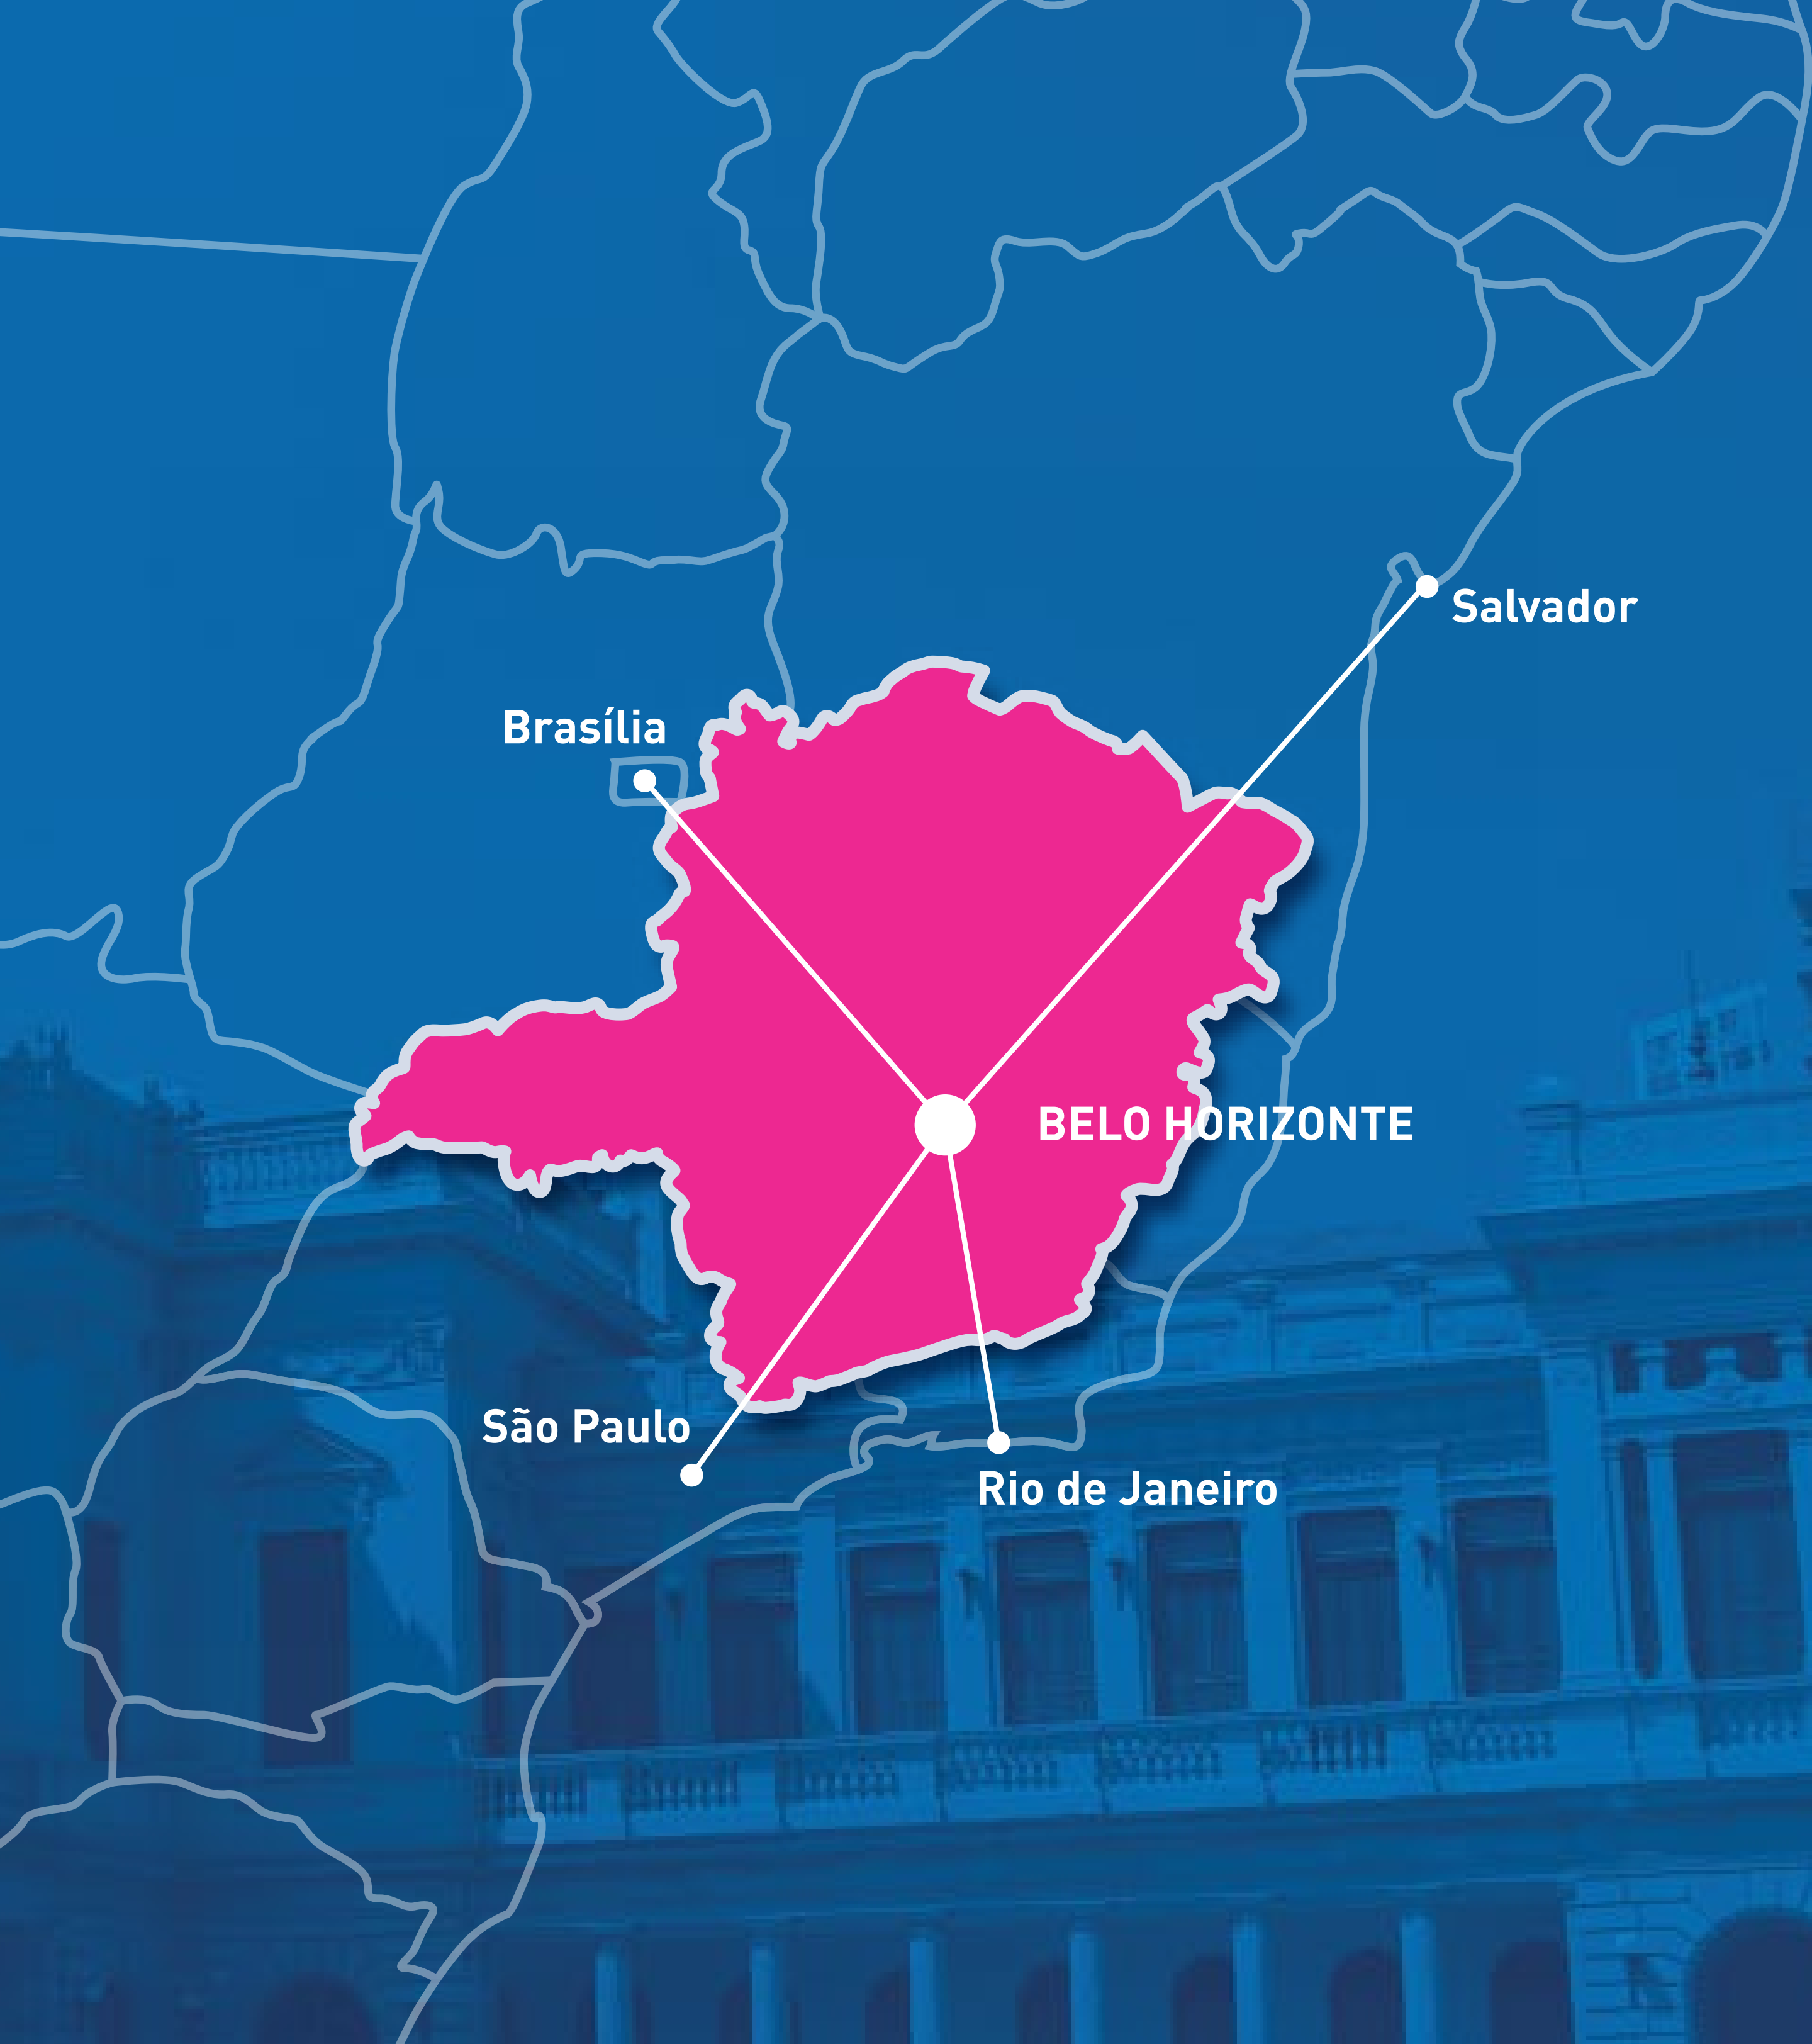 Salvador
Brasília
BELO HORIZONTE
São Paulo
Rio de Janeiro